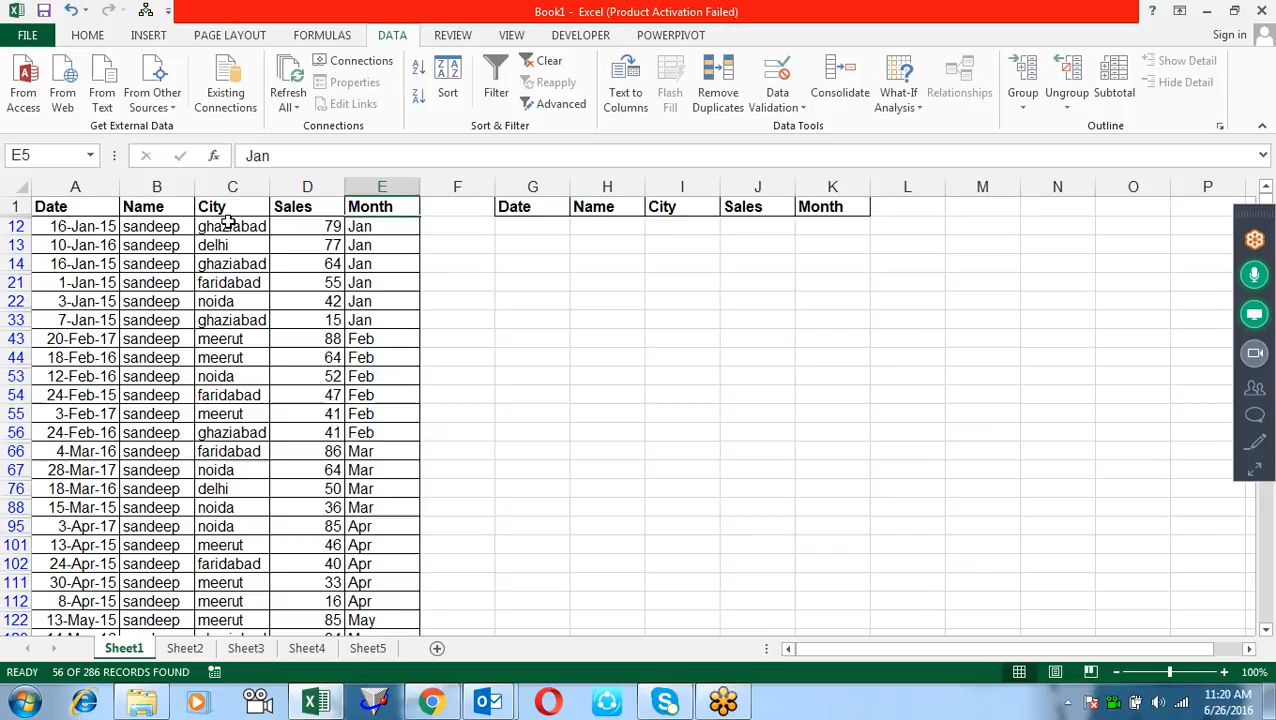 Book1 - Excel (Product Activation Failed)
FILE HOME INSERT PAGE LAYOUT FORMULAS DATA REVIEW VIEW DEVELOPER POWERPIVOT Sign in
From Access From Web From Text From Other Sources Existing Connections Refresh All Connections Properties Edit Links Sort Filter Clear Reapply Advanced Text to Columns Flash Fill Remove Duplicates Data Validation Consolidate What-If Analysis Relationships Group Ungroup Subtotal Show Detail Hide Detail
Get External Data Connections Sort & Filter Data Tools Outline
E5 fx Jan
A B C D E F G H I J K L M N O P
1 Date Name City Sales Month Date Name City Sales Month
12 16-Jan-15 sandeep ghaziabad 79 Jan
13 10-Jan-16 sandeep delhi 77 Jan
14 16-Jan-15 sandeep ghaziabad 64 Jan
21 1-Jan-15 sandeep faridabad 55 Jan
22 3-Jan-15 sandeep noida 42 Jan
33 7-Jan-15 sandeep ghaziabad 15 Jan
43 20-Feb-17 sandeep meerut 88 Feb
44 18-Feb-16 sandeep meerut 64 Feb
53 12-Feb-16 sandeep noida 52 Feb
54 24-Feb-15 sandeep faridabad 47 Feb
55 3-Feb-17 sandeep meerut 41 Feb
56 24-Feb-16 sandeep ghaziabad 41 Feb
66 4-Mar-16 sandeep faridabad 86 Mar
67 28-Mar-17 sandeep noida 64 Mar
76 18-Mar-16 sandeep delhi 50 Mar
88 15-Mar-15 sandeep noida 36 Mar
95 3-Apr-17 sandeep noida 85 Apr
101 13-Apr-15 sandeep meerut 46 Apr
102 24-Apr-15 sandeep faridabad 40 Apr
111 30-Apr-15 sandeep meerut 33 Apr
112 8-Apr-15 sandeep meerut 16 Apr
122 13-May-15 sandeep meerut 85 May
Sheet1 Sheet2 Sheet3 Sheet4 Sheet5
READY 56 OF 286 RECORDS FOUND 100%
11:20 AM
6/26/2016